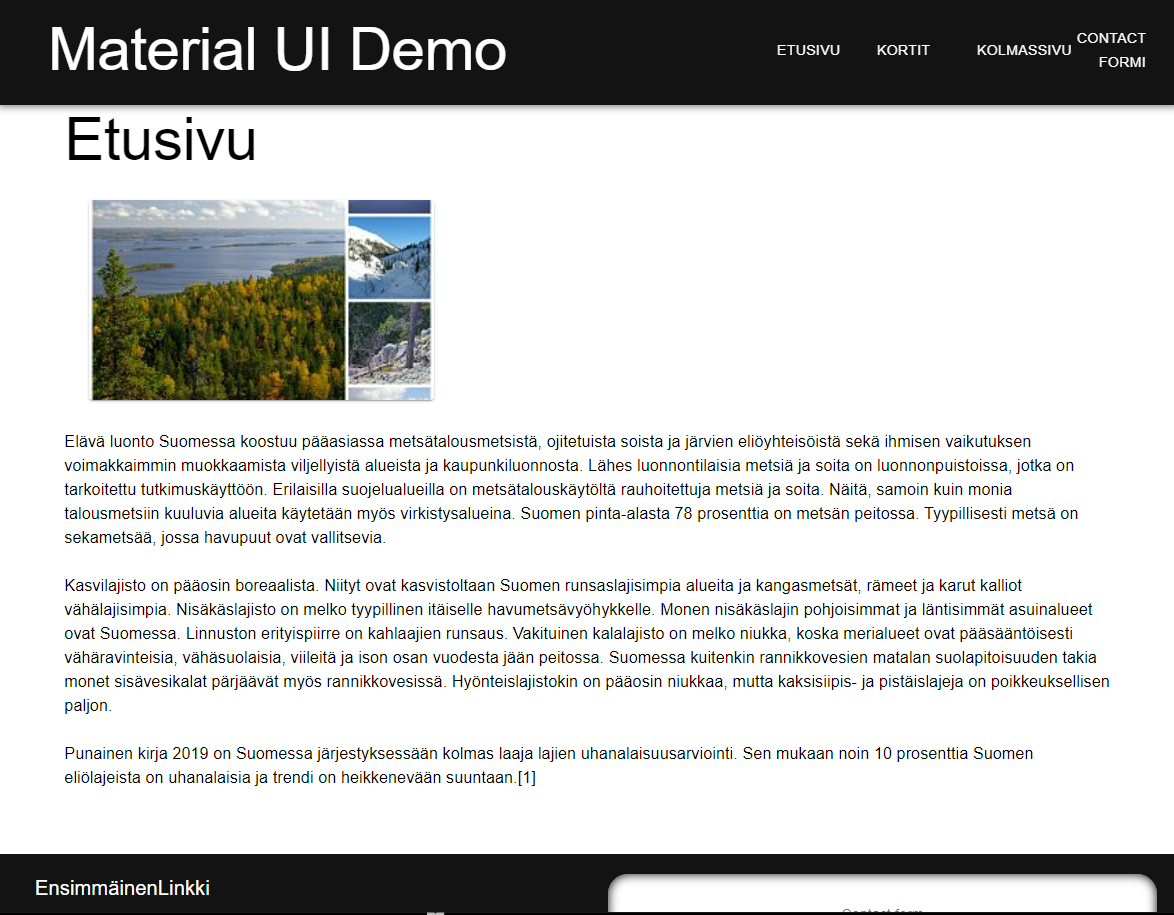 Material UI Demo
ETUSIVU
KORTIT
KOLMASSIVU
CONTACT
FORMI
Etusivu
Elävä luonto Suomessa koostuu pääasiassa metsätalousmetsistä, ojitetuista soista ja järvien eliöyhteisöistä sekä ihmisen vaikutuksen
voimakkaimmin muokkaamista viljellyistä alueista ja kaupunkiluonnosta. Lähes luonnontilaisia metsiä ja soita on luonnonpuistoissa, jotka on
tarkoitettu tutkimuskäyttöön. Erilaisilla suojelualueilla on metsätalouskäytöltä rauhoitettuja metsiä ja soita. Näitä, samoin kuin monia
talousmetsiin kuuluvia alueita käytetään myös virkistysalueina. Suomen pinta-alasta 78 prosenttia on metsän peitossa. Tyypillisesti metsä on
sekametsää, jossa havupuut ovat vallitsevia.
Kasvilajisto on pääosin boreaalista. Niityt ovat kasvistoltaan Suomen runsaslajisimpia alueita ja kangasmetsät, rämeet ja karut kalliot
vähälajisimpia. Nisäkäslajisto on melko tyypillinen itäiselle havumetsävyöhykkelle. Monen nisäkäslajin pohjoisimmat ja läntisimmät asuinalueet
ovat Suomessa. Linnuston erityispiirre on kahlaajien runsaus. Vakituinen kalalajisto on melko niukka, koska merialueet ovat pääsääntöisesti
vähäravinteisia, vähäsuolaisia, viileitä ja ison osan vuodesta jään peitossa. Suomessa kuitenkin rannikkovesien matalan suolapitoisuuden takia
monet sisävesikalat pärjäävät myös rannikkovesissä. Hyönteislajistokin on pääosin niukkaa, mutta kaksisiipis- ja pistäislajeja on poikkeuksellisen
paljon.
Punainen kirja 2019 on Suomessa järjestyksessään kolmas laaja lajien uhanalaisuusarviointi. Sen mukaan noin 10 prosenttia Suomen
eliölajeista on uhanalaisia ja trendi on heikkenevään suuntaan.[1]
EnsimmäinenLinkki
Contact form